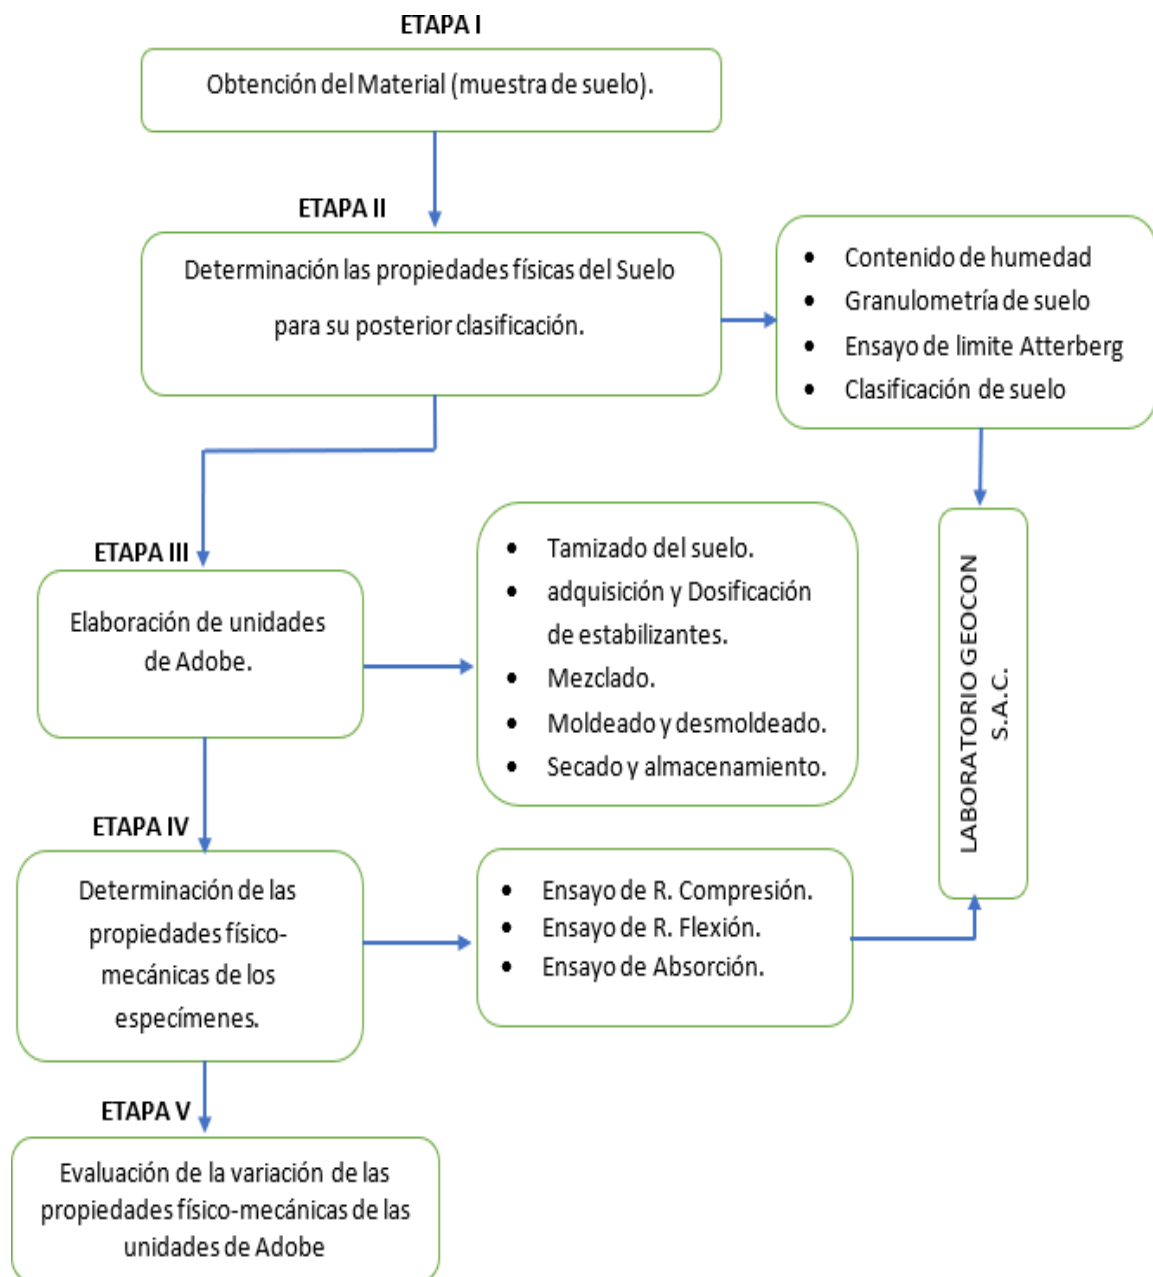 ETAPA I
Obtención del Material (muestra de suelo).
ETAPA II
Determinación las propiedades físicas del Suelo
para su posterior clasificación.
• Contenido de humedad
• Granulometría de suelo
• Ensayo de limite Atterberg
• Clasificación de suelo
ETAPA III
Elaboración de unidades
de Adobe.
• Tamizado del suelo.
• adquisición y Dosificación
de estabilizantes.
• Mezclado.
• Moldeado y desmoldeado.
• Secado y almacenamiento.
LABORATORIO GEOCON
S.A.C.
ETAPA IV
Determinación de las
propiedades físico-
mecánicas de los
especímenes.
• Ensayo de R. Compresión.
• Ensayo de R. Flexión.
• Ensayo de Absorción.
ETAPA V
Evaluación de la variación de las
propiedades físico-mecánicas de las
unidades de Adobe